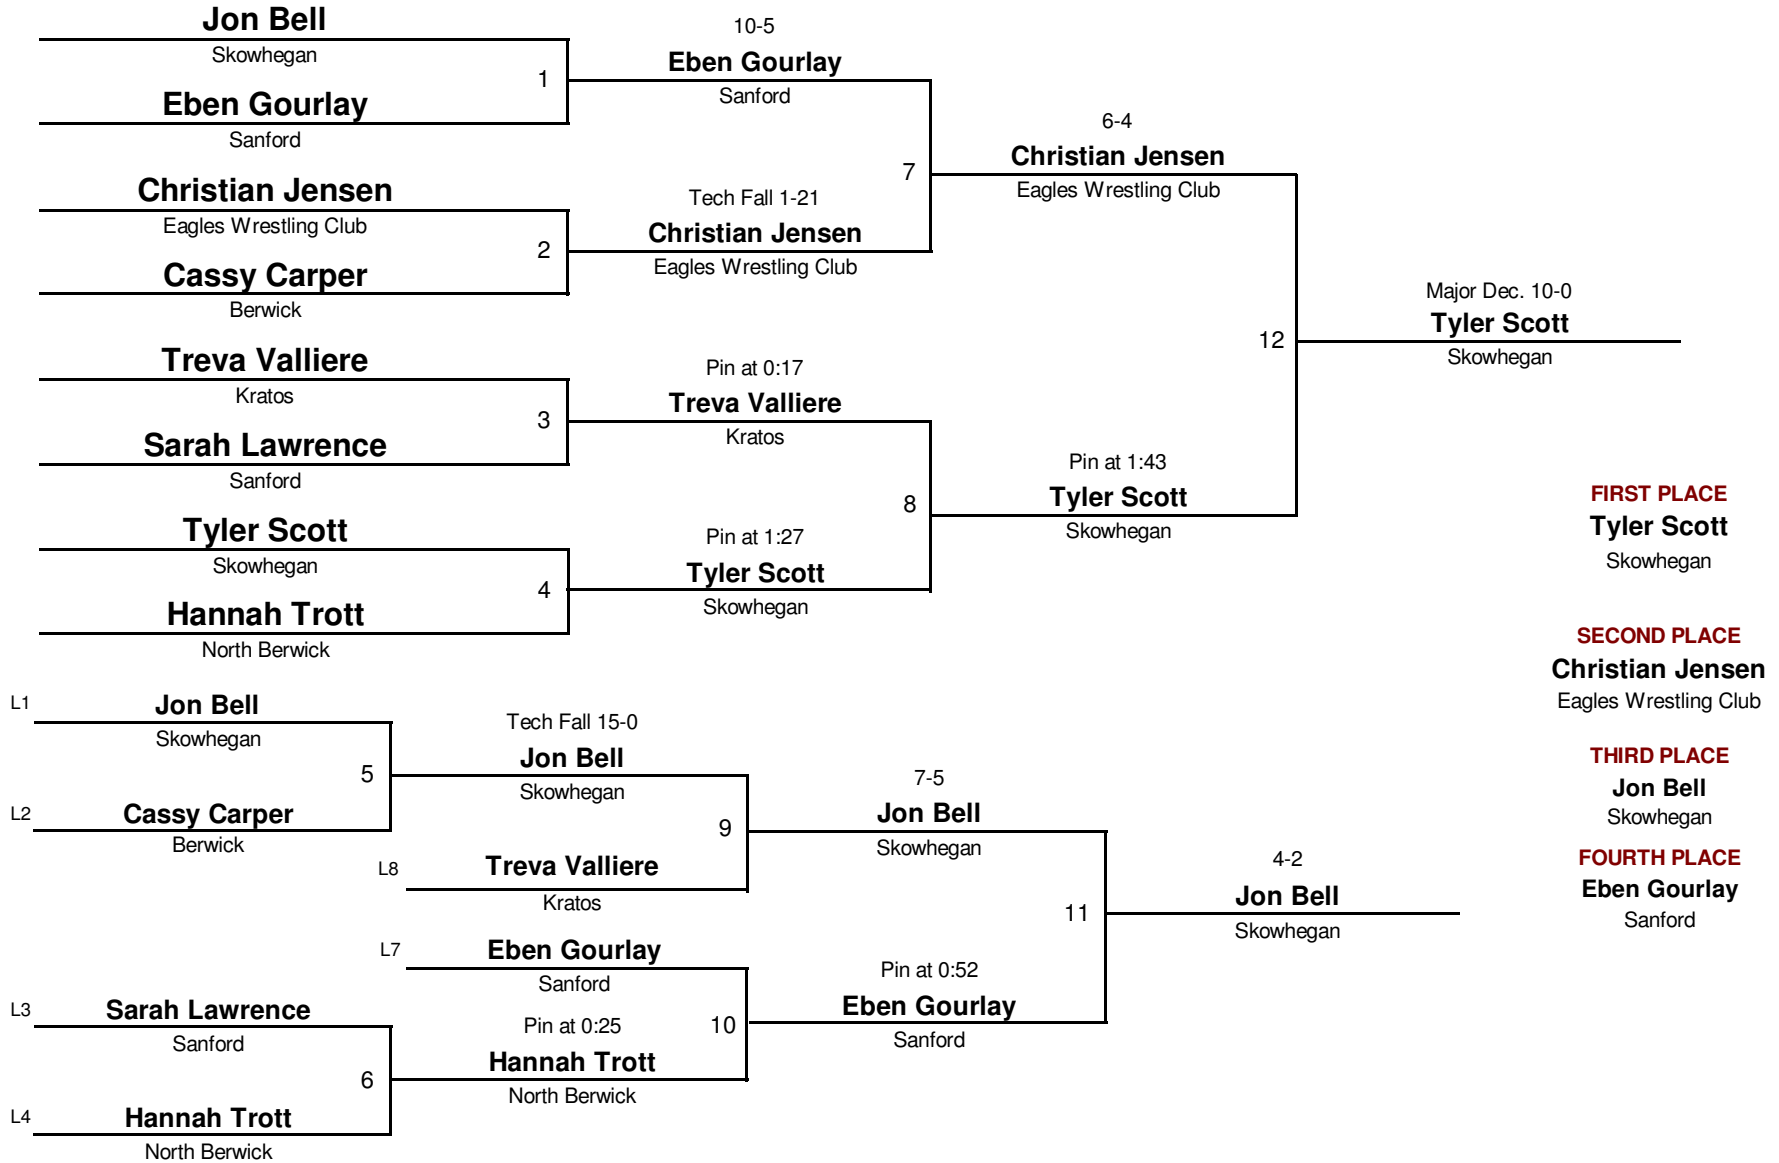 Jon Bell
Skowhegan
1
Eben Gourlay
Sanford
Christian Jensen
Eagles Wrestling Club
2
Cassy Carper
Berwick
Treva Valliere
Kratos
3
Sarah Lawrence
Sanford
Tyler Scott
Skowhegan
4
Hannah Trott
North Berwick
10-5
Eben Gourlay
Sanford
7
Tech Fall 1-21
Christian Jensen
Eagles Wrestling Club
Pin at 0:17
Treva Valliere
Kratos
8
Pin at 1:27
Tyler Scott
Skowhegan
6-4
Christian Jensen
Eagles Wrestling Club
12
Pin at 1:43
Tyler Scott
Skowhegan
Major Dec. 10-0
Tyler Scott
Skowhegan
L1
Jon Bell
Skowhegan
5
L2
Cassy Carper
Berwick
L3
Sarah Lawrence
Sanford
6
L4
Hannah Trott
North Berwick
Tech Fall 15-0
Jon Bell
Skowhegan
9
L8
Treva Valliere
Kratos
L7
Eben Gourlay
Sanford
10
Pin at 0:25
Hannah Trott
North Berwick
7-5
Jon Bell
Skowhegan
11
Pin at 0:52
Eben Gourlay
Sanford
4-2
Jon Bell
Skowhegan
FIRST PLACE
Tyler Scott
Skowhegan
SECOND PLACE
Christian Jensen
Eagles Wrestling Club
THIRD PLACE
Jon Bell
Skowhegan
FOURTH PLACE
Eben Gourlay
Sanford